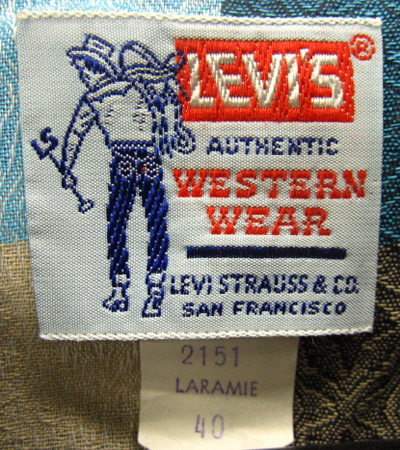 LEVI'S ®
LS
AUTHENTIC
WESTERN
WEAR
LEVI STRAUSS & CO.
SAN FRANCISCO
2151
LARAMIE
40